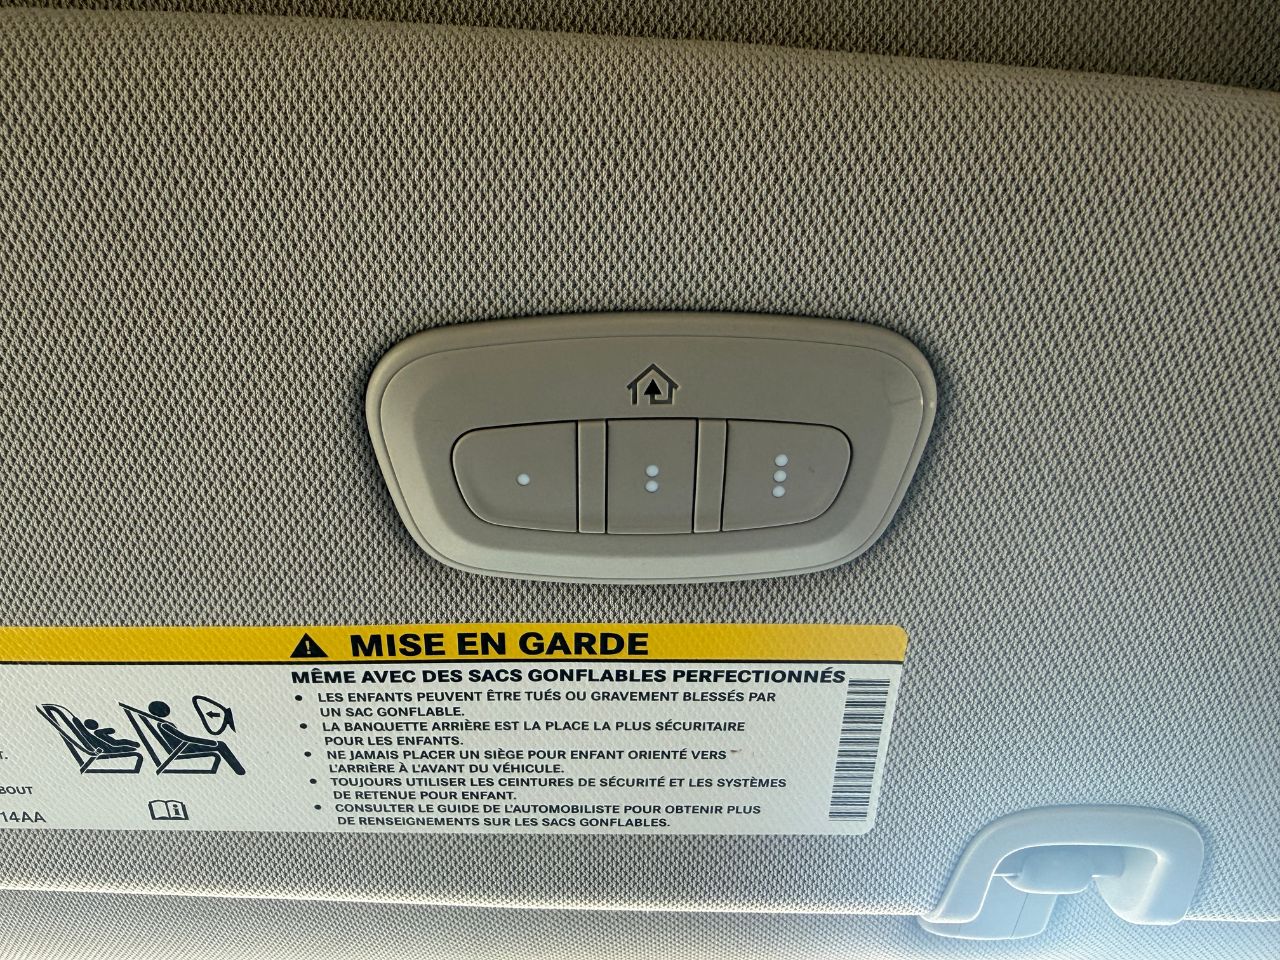 MISE EN GARDE
MÊME AVEC DES SACS GONFLABLES PERFECTIONNÉS
• LES ENFANTS PEUVENT ÊTRE TUÉS OU GRAVEMENT BLESSÉS PAR
UN SAC GONFLABLE.
• LA BANQUETTE ARRIÈRE EST LA PLACE LA PLUS SÉCURITAIRE
POUR LES ENFANTS.
• NE JAMAIS PLACER UN SIÈGE POUR ENFANT ORIENTÉ VERS
L'ARRIÈRE À L'AVANT DU VÉHICULE.
• TOUJOURS UTILISER LES CEINTURES DE SÉCURITÉ ET LES SYSTÈMES
DE RETENUE POUR ENFANT.
• CONSULTER LE GUIDE DE L'AUTOMOBILISTE POUR OBTENIR PLUS
DE RENSEIGNEMENTS SUR LES SACS GONFLABLES.
T.
BOUT
14AA